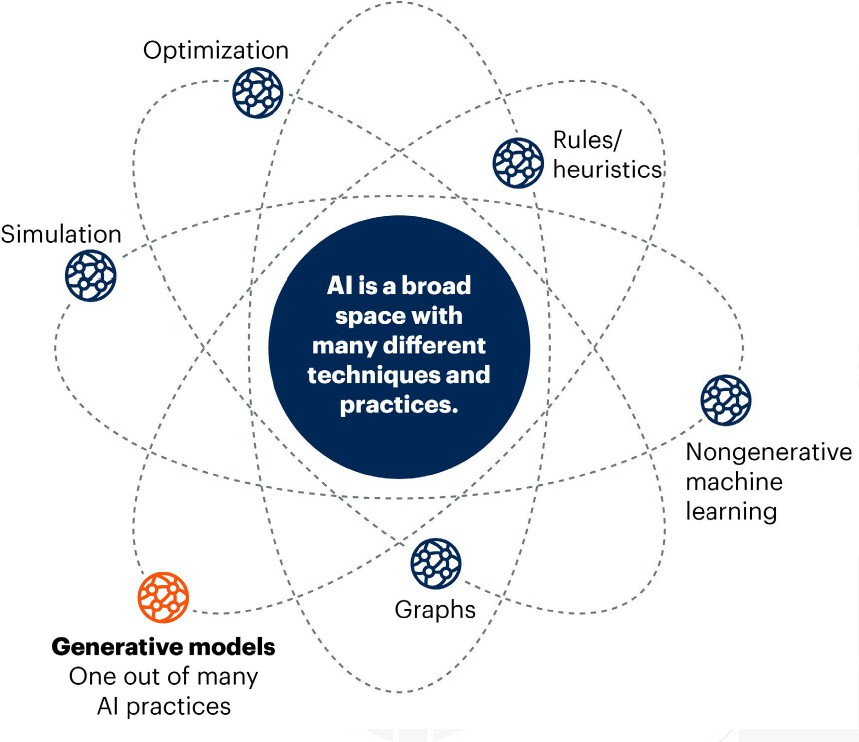 Optimization
Rules/
heuristics
Simulation
AI is a broad
space with
many different
techniques and
practices.
Nongenerative
machine
learning
Graphs
Generative models
One out of many
AI practices